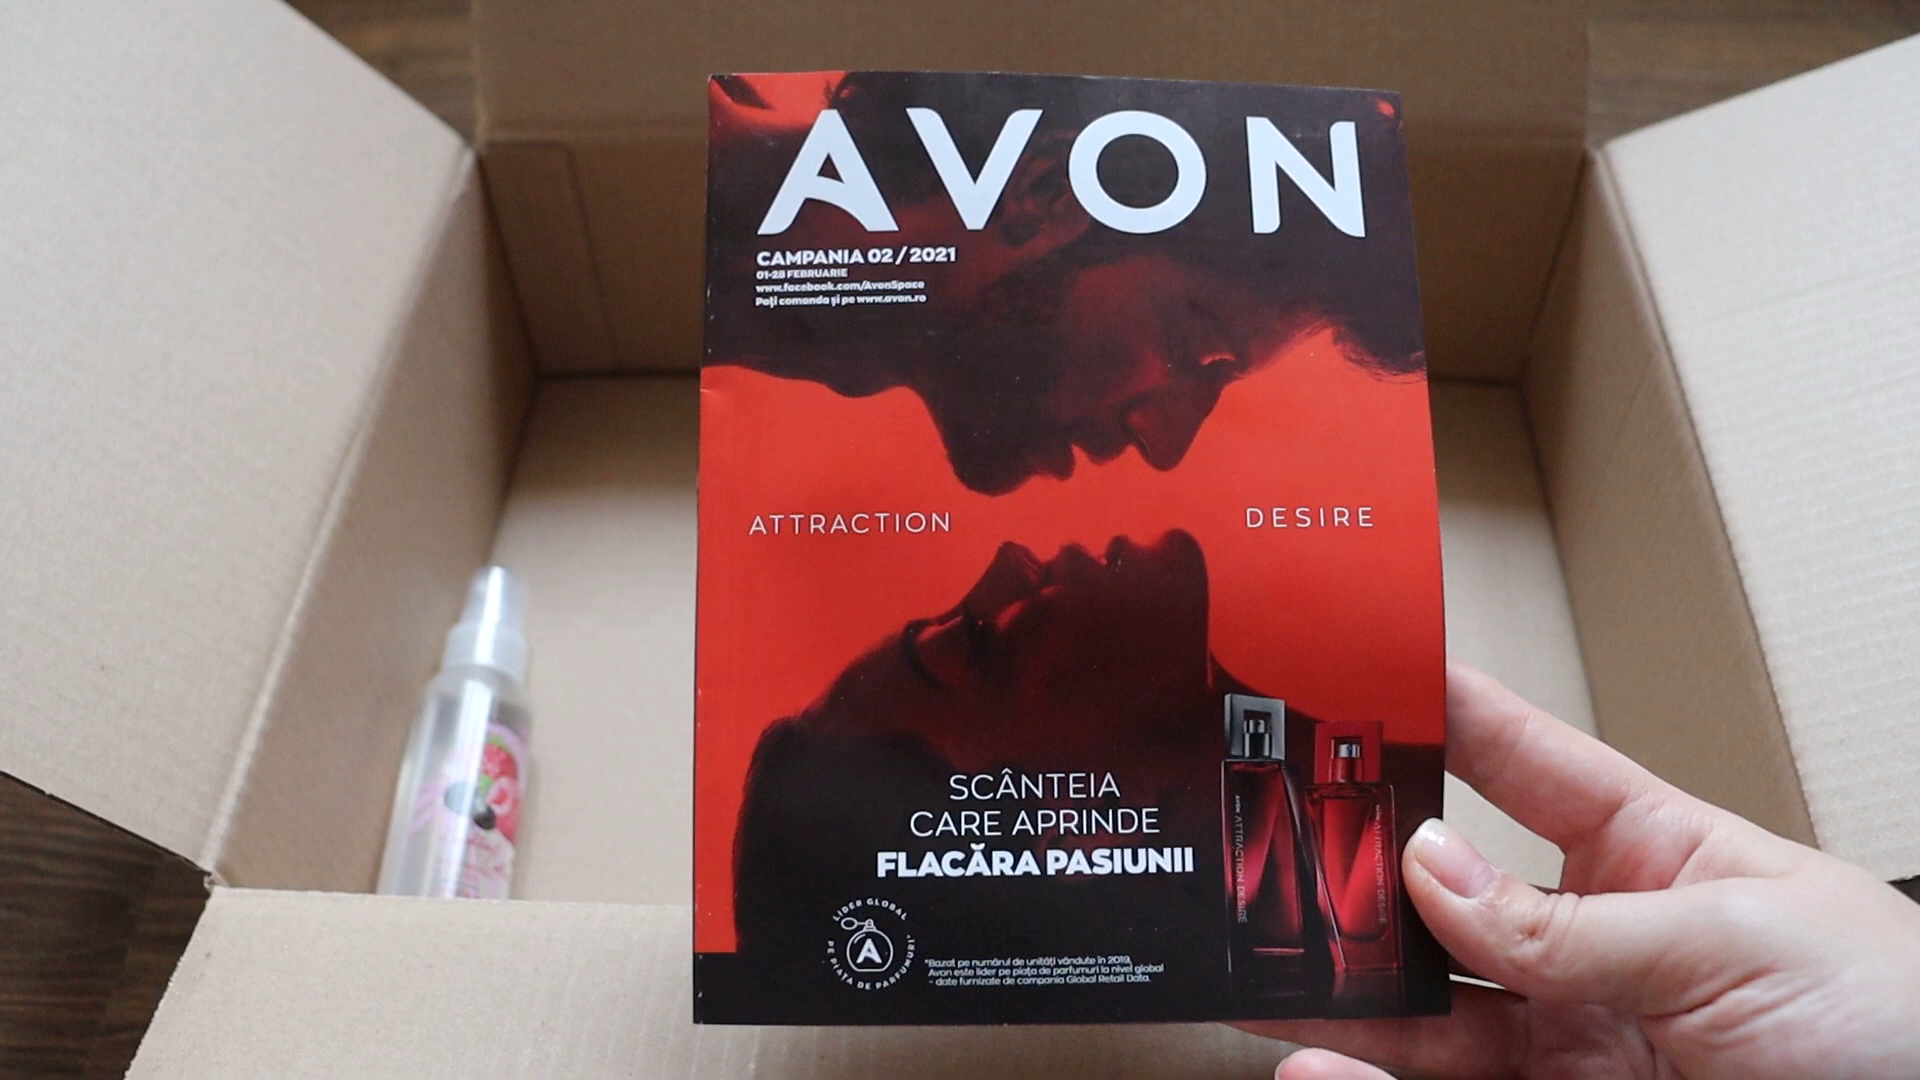 AVON
CAMPANIA 02 / 2021
01-28 FEBRUARIE
www.facebook.com/AvonSpace
Poți comanda și pe www.avon.ro
ATTRACTION
DESIRE
SCÂNTEIA
CARE APRINDE
FLACĂRA PASIUNII
LIDER GLOBAL
PE PIAȚA DE PARFUMURI*
A
*Bazat pe numărul de unități vândute în 2019,
Avon este lider pe piața de parfumuri la nivel global
- date furnizate de compania Global Retail Data.
AVON ATTRACTION DESIRE
AVON ATTRACTION DESIRE